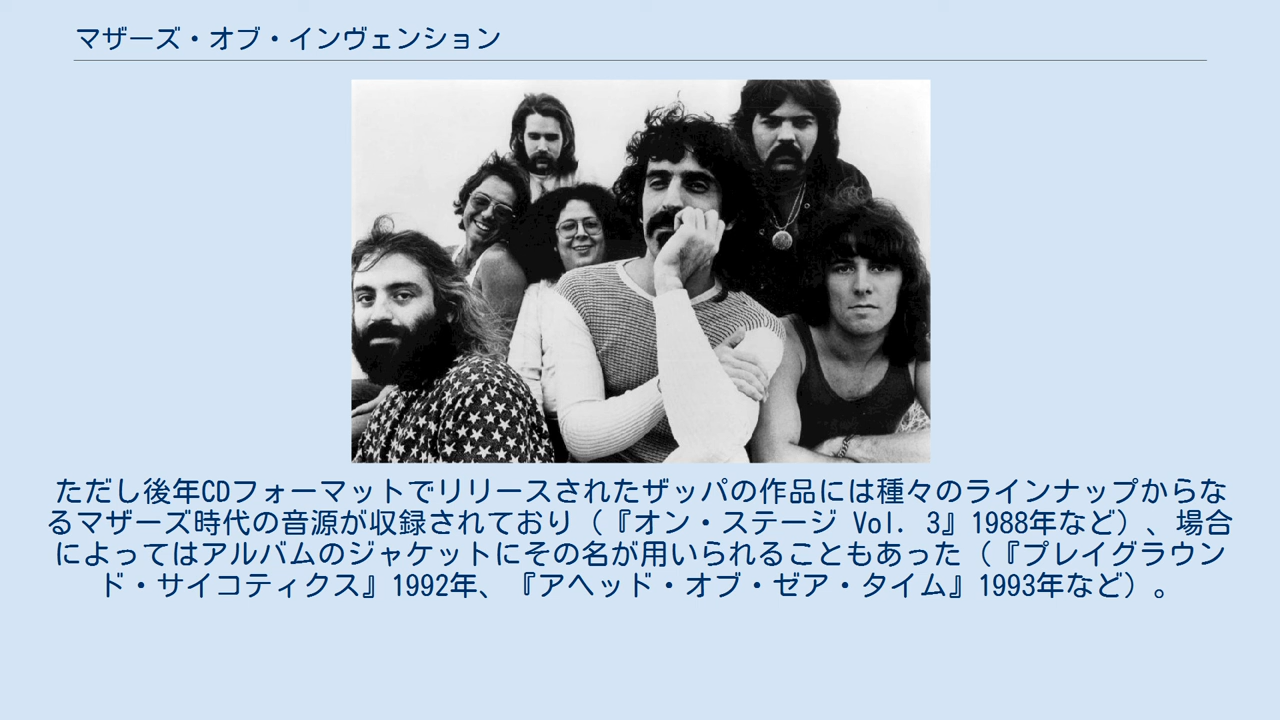 マザーズ・オブ・インヴェンション
ただし後年CDフォーマットでリリースされたザッパの作品には種々のラインナップからな
るマザーズ時代の音源が収録されており（『オン・ステージ Vol. 3』1988年など）、場合
によってはアルバムのジャケットにその名が用いられることもあった（『プレイグラウン
ド・サイコティクス』1992年、『アヘッド・オブ・ゼア・タイム』1993年など）。